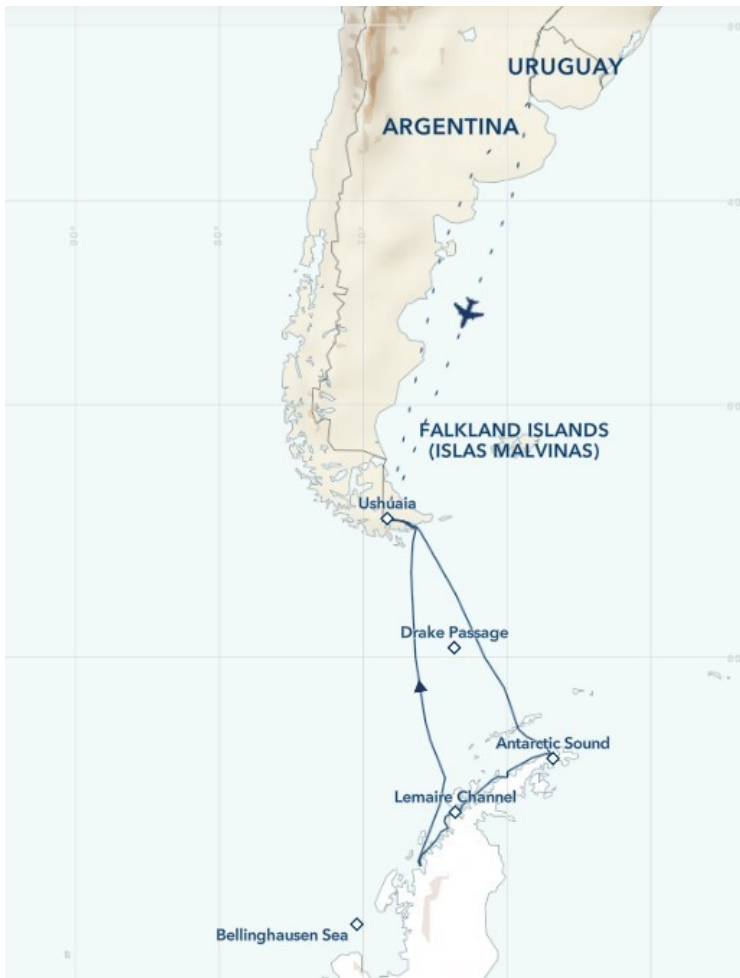 URUGUAY
ARGENTINA
FALKLAND ISLANDS
(ISLAS MALVINAS)
Ushuaia
Drake Passage
Antarctic Sound
Lemaire Channel
Bellinghausen Sea